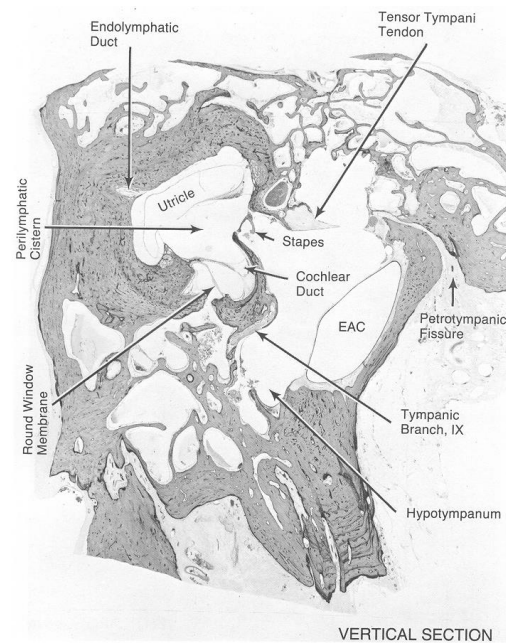 Endolymphatic
Duct
Tensor Tympani
Tendon
Utricle
Perilymphatic
Cistern
Stapes
Cochlear
Duct
EAC
Petrotympanic
Fissure
Round Window
Membrane
Tympanic
Branch, IX
Hypotympanum
VERTICAL SECTION